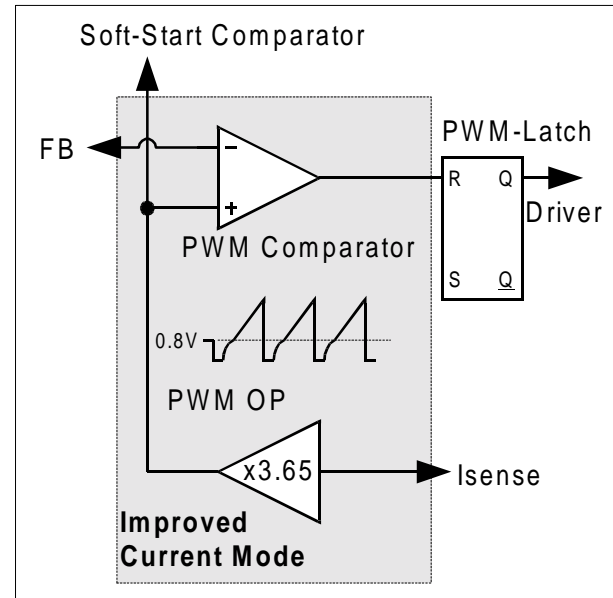 Soft-Start Comparator
FB
PWM-Latch
−
+
R Q
Driver
PWM Comparator
S Q
0.8V
PWM OP
x3.65
Isense
Improved
Current Mode